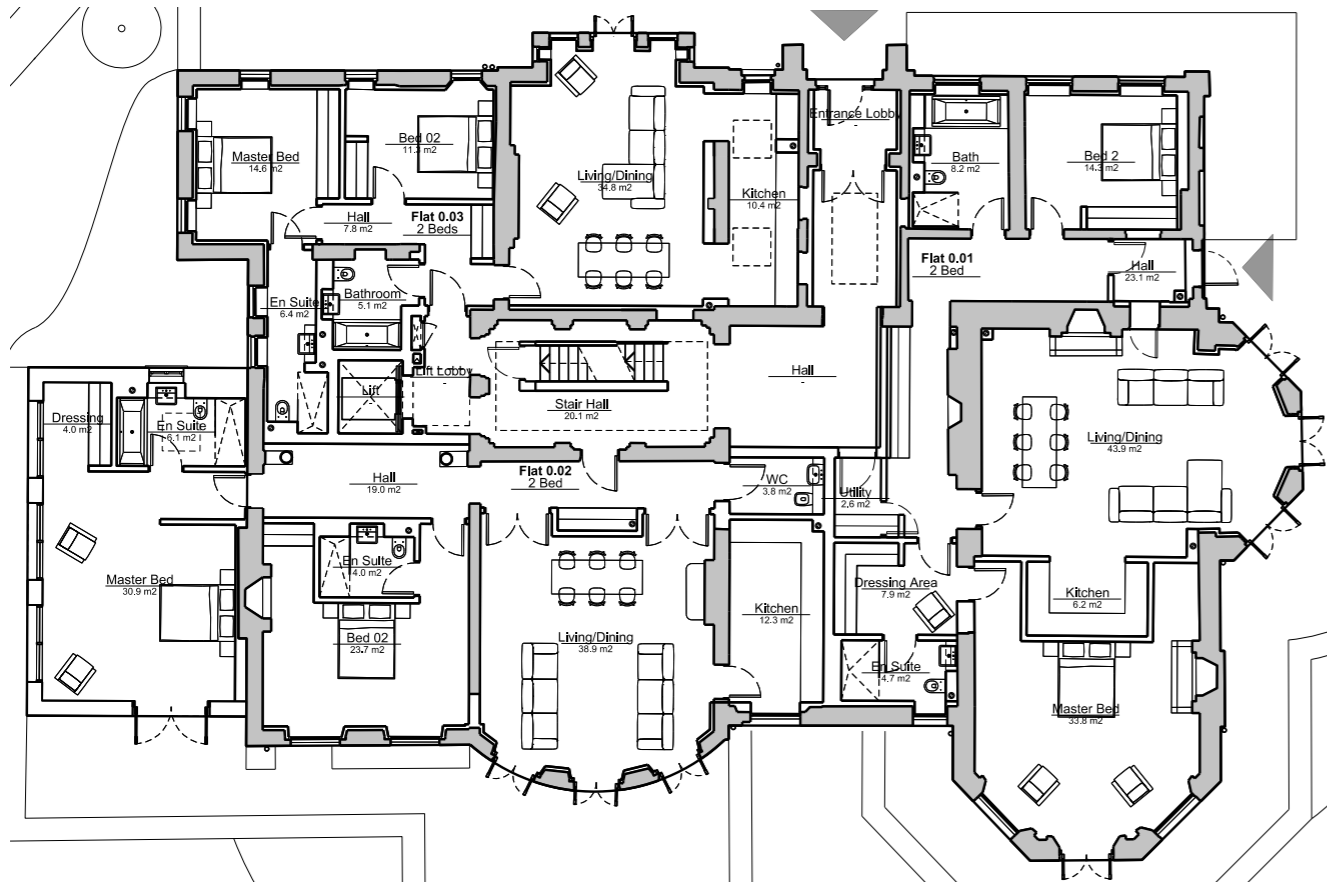 Entrance Lobby
Master Bed
14.6 m2
Bed 02
11.3 m2
Living/Dining
34.8 m2
Kitchen
10.4 m2
Bath
8.2 m2
Bed 2
14.3 m2
Hall
7.8 m2
Flat 0.03
2 Beds
Flat 0.01
2 Bed
Hall
23.1 m2
En Suite
6.4 m2
Bathroom
5.1 m2
Lift
Lift Lobby
Hall
Stair Hall
20.1 m2
Dressing
4.0 m2
En Suite
6.1 m2
Living/Dining
43.9 m2
Hall
19.0 m2
Flat 0.02
2 Bed
WC
3.8 m2
Utility
2.6 m2
En Suite
4.0 m2
Master Bed
30.9 m2
Dressing Area
7.9 m2
Kitchen
6.2 m2
Bed 02
23.7 m2
Living/Dining
38.9 m2
Kitchen
12.3 m2
En Suite
4.7 m2
Master Bed
33.8 m2